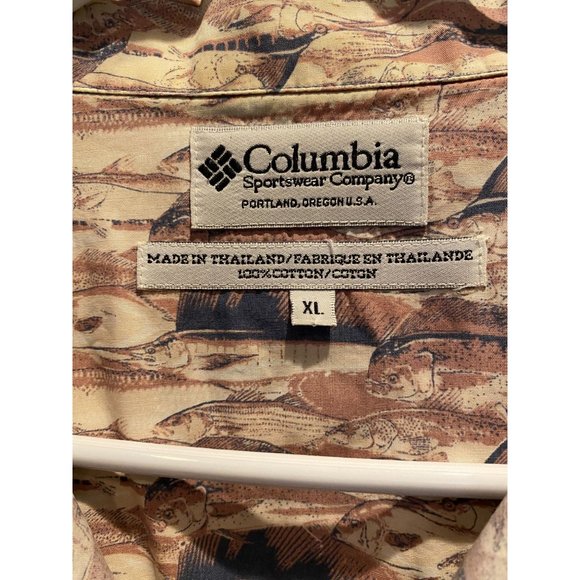 Columbia
Sportswear Company®
PORTLAND, OREGON U.S.A.
MADE IN THAILAND/FABRIQUE EN THAILANDE
100% COTTON/COTON
XL